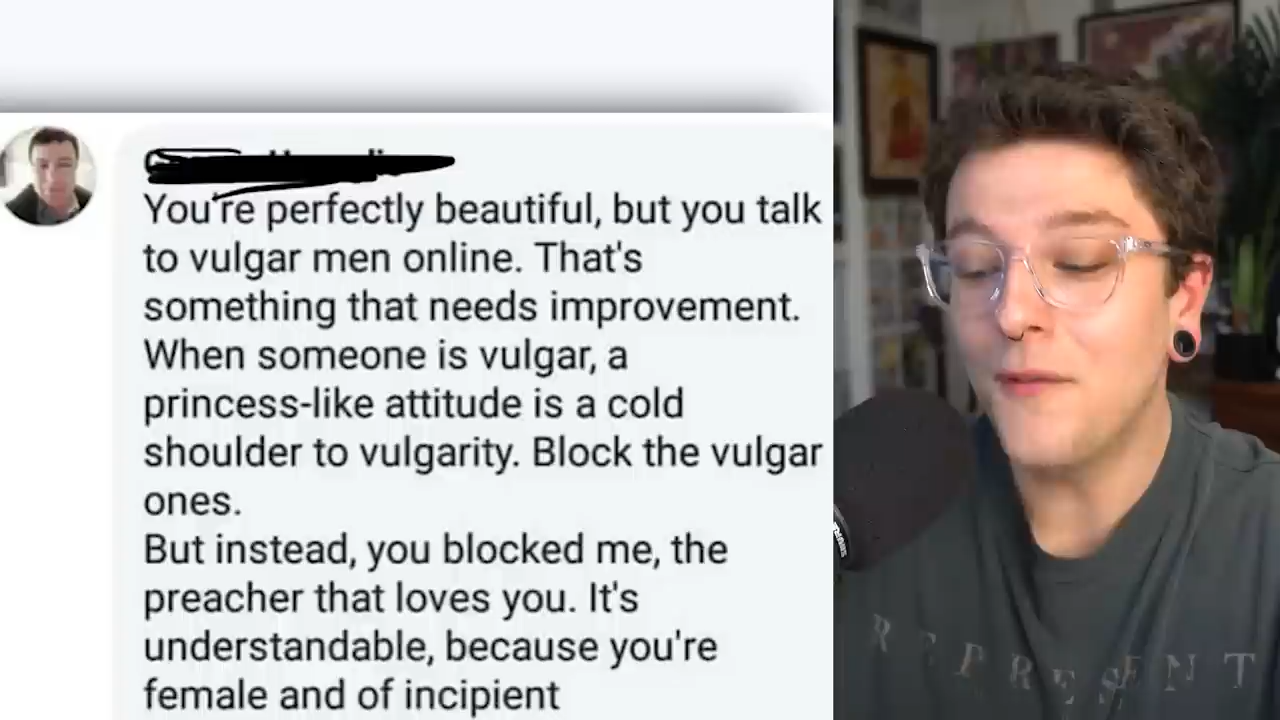 You're perfectly beautiful, but you talk
to vulgar men online. That's
something that needs improvement.
When someone is vulgar, a
princess-like attitude is a cold
shoulder to vulgarity. Block the vulgar
ones.
But instead, you blocked me, the
preacher that loves you. It's
understandable, because you're
female and of incipient
REPRESENT